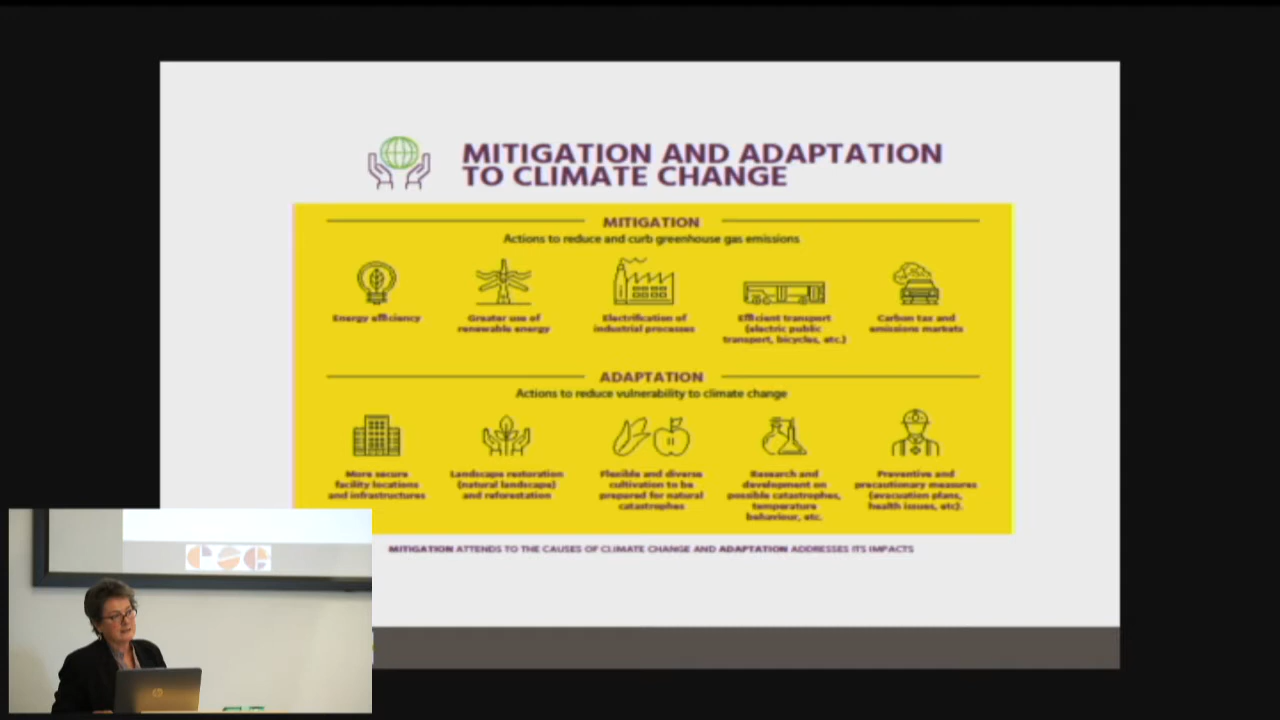 MITIGATION AND ADAPTATION
TO CLIMATE CHANGE
MITIGATION
Actions to reduce and curb greenhouse gas emissions
Energy efficiency
Greater use of
renewable energy
Electrification of
industrial processes
Efficient transport
(electric public
transport, bicycles, etc.)
Carbon tax and
emissions markets
ADAPTATION
Actions to reduce vulnerability to climate change
More secure
facility locations
and infrastructures
Landscape restoration
(natural landscape)
and reforestation
Flexible and diverse
cultivation to be
prepared for natural
catastrophes
Research and
development on
possible catastrophes,
temperature
behaviour, etc.
Preventive and
precautionary measures
(evacuation plans,
health issues, etc).
MITIGATION ATTENDS TO THE CAUSES OF CLIMATE CHANGE AND ADAPTATION ADDRESSES ITS IMPACTS
hp